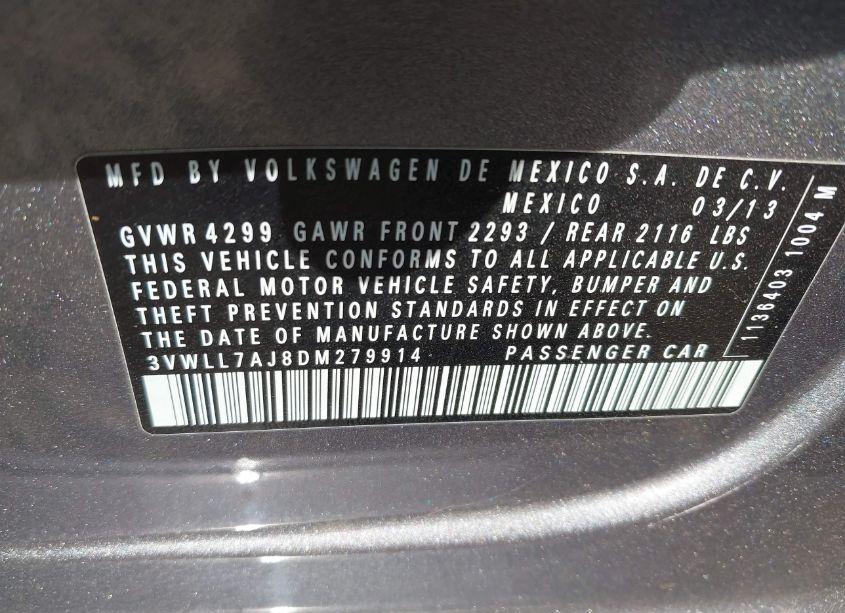 MFD BY VOLKSWAGEN DE MEXICO S.A. DE C.V.
MEXICO 03/13
GVWR 4299 GAWR FRONT 2293 / REAR 2116 LBS
THIS VEHICLE CONFORMS TO ALL APPLICABLE U.S.
FEDERAL MOTOR VEHICLE SAFETY, BUMPER AND
THEFT PREVENTION STANDARDS IN EFFECT ON
THE DATE OF MANUFACTURE SHOWN ABOVE.
3VWLL7AJ8DM279914 PASSENGER CAR
1136403 1004 M